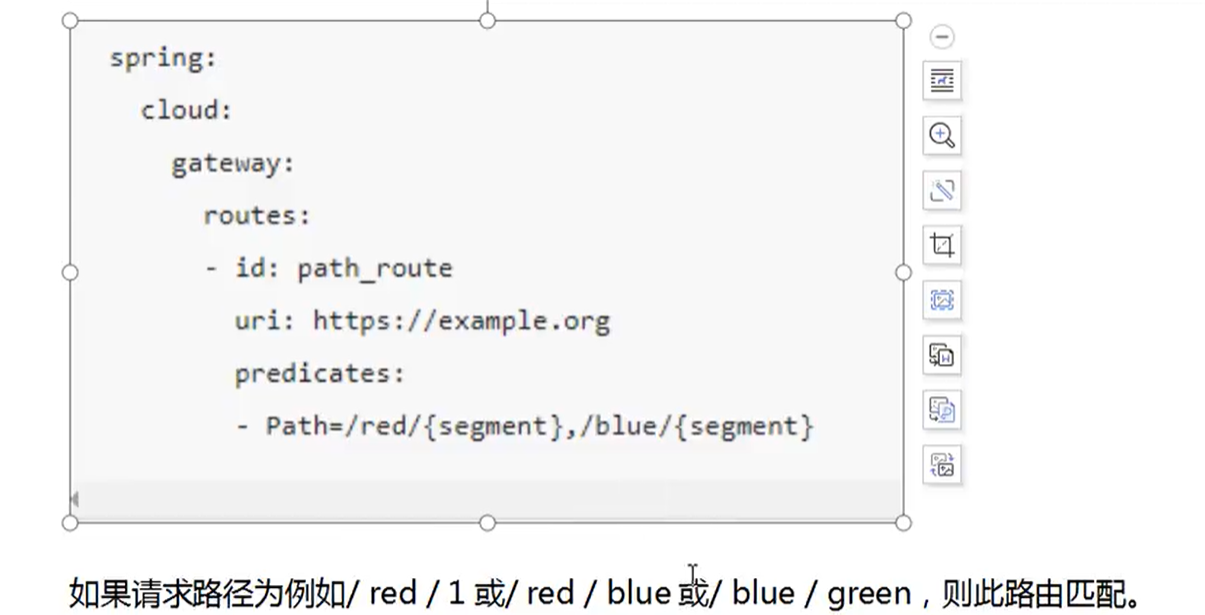 spring:
  cloud:
    gateway:
      routes:
      - id: path_route
        uri: https://example.org
        predicates:
        - Path=/red/{segment},/blue/{segment}
如果请求路径为例如/ red / 1 或/ red / blue 或/ blue / green，则此路由匹配。